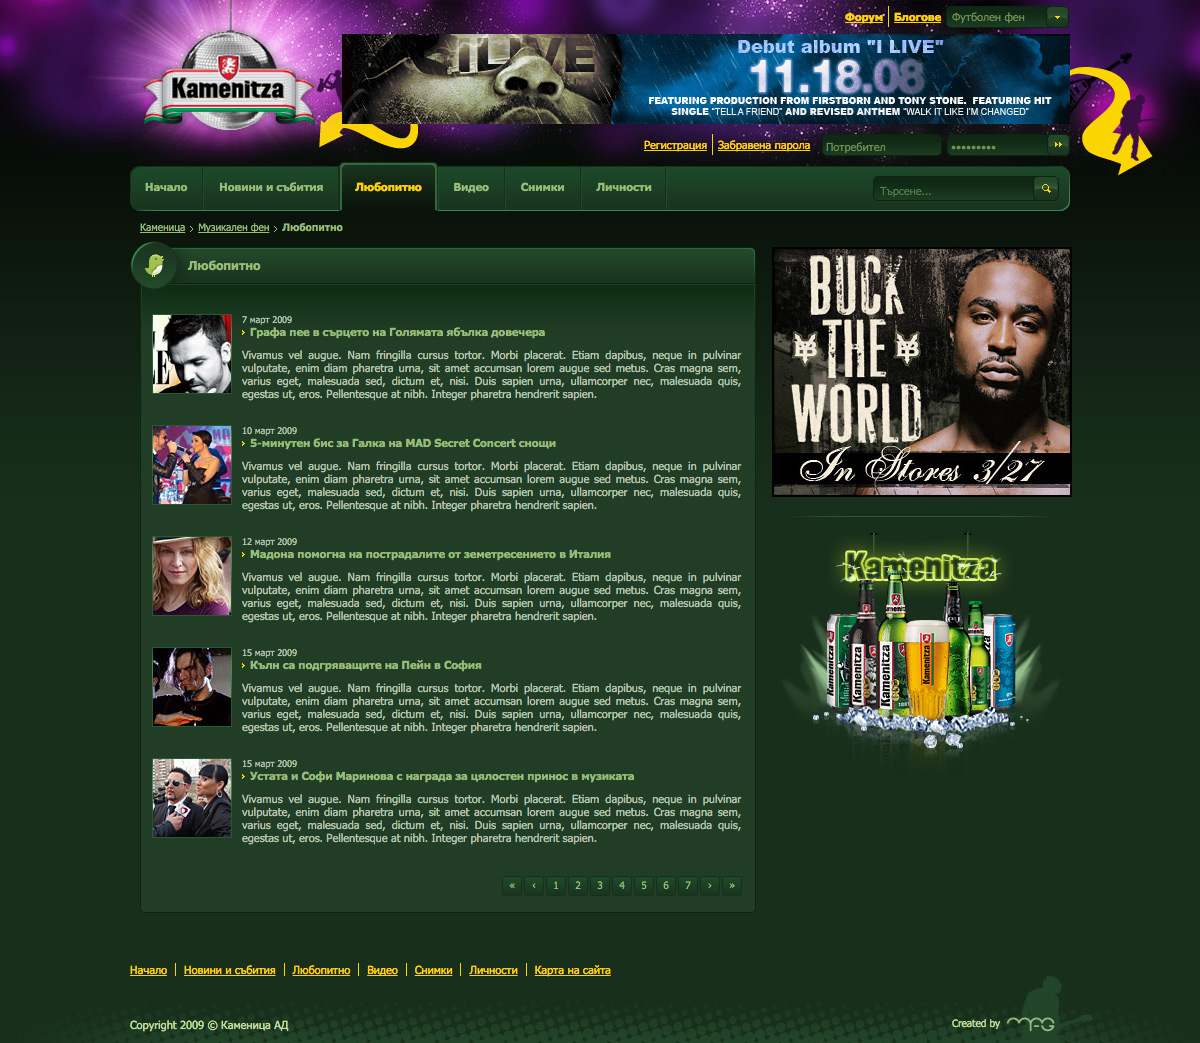 Форум Блогове Футболен фен
Kamenitza
I LIVE
Debut album "I LIVE"
11.18.08
FEATURING PRODUCTION FROM FIRSTBORN AND TONY STONE. FEATURING HIT
SINGLE "TELL A FRIEND" AND REVISED ANTHEM "WALK IT LIKE I'M CHANGED"
Регистрация Забравена парола Потребител •••••••••
Начало Новини и събития Любопитно Видео Снимки Личности Търсене...
Каменица > Музикален фен > Любопитно
Любопитно
7 март 2009
Графа пее в сърцето на Голямата ябълка довечера
Vivamus vel augue. Nam fringilla cursus tortor. Morbi placerat. Etiam dapibus, neque in pulvinar
vulputate, enim diam pharetra urna, sit amet accumsan lorem augue sed metus. Cras magna sem,
varius eget, malesuada sed, dictum et, nisi. Duis sapien urna, ullamcorper nec, malesuada quis,
egestas ut, eros. Pellentesque at nibh. Integer pharetra hendrerit sapien.
10 март 2009
5-минутен бис за Галка на MAD Secret Concert снощи
Vivamus vel augue. Nam fringilla cursus tortor. Morbi placerat. Etiam dapibus, neque in pulvinar
vulputate, enim diam pharetra urna, sit amet accumsan lorem augue sed metus. Cras magna sem,
varius eget, malesuada sed, dictum et, nisi. Duis sapien urna, ullamcorper nec, malesuada quis,
egestas ut, eros. Pellentesque at nibh. Integer pharetra hendrerit sapien.
12 март 2009
Мадона помогна на пострадалите от земетресението в Италия
Vivamus vel augue. Nam fringilla cursus tortor. Morbi placerat. Etiam dapibus, neque in pulvinar
vulputate, enim diam pharetra urna, sit amet accumsan lorem augue sed metus. Cras magna sem,
varius eget, malesuada sed, dictum et, nisi. Duis sapien urna, ullamcorper nec, malesuada quis,
egestas ut, eros. Pellentesque at nibh. Integer pharetra hendrerit sapien.
15 март 2009
Кълн са подгряващите на Пейн в София
Vivamus vel augue. Nam fringilla cursus tortor. Morbi placerat. Etiam dapibus, neque in pulvinar
vulputate, enim diam pharetra urna, sit amet accumsan lorem augue sed metus. Cras magna sem,
varius eget, malesuada sed, dictum et, nisi. Duis sapien urna, ullamcorper nec, malesuada quis,
egestas ut, eros. Pellentesque at nibh. Integer pharetra hendrerit sapien.
15 март 2009
Устата и Софи Маринова с награда за цялостен принос в музиката
Vivamus vel augue. Nam fringilla cursus tortor. Morbi placerat. Etiam dapibus, neque in pulvinar
vulputate, enim diam pharetra urna, sit amet accumsan lorem augue sed metus. Cras magna sem,
varius eget, malesuada sed, dictum et, nisi. Duis sapien urna, ullamcorper nec, malesuada quis,
egestas ut, eros. Pellentesque at nibh. Integer pharetra hendrerit sapien.
« ‹ 1 2 3 4 5 6 7 › »
BUCK
THE
WORLD
In Stores 3/27
Kamenitza
Kamenitza
Kamenitza
Kamenitza
Kamenitza
Начало Новини и събития Любопитно Видео Снимки Личности Карта на сайта
Copyright 2009 © Каменица АД
Created by